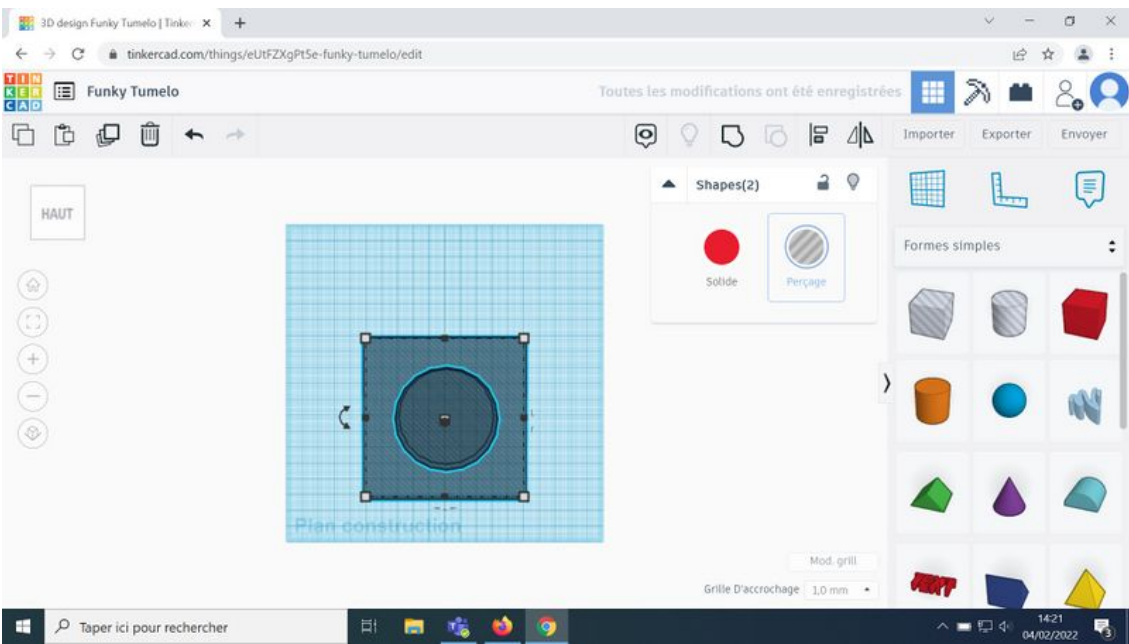 3D design Funky Tumelo | Tinker
tinkercad.com/things/eUtFZXgPt5e-funky-tumelo/edit
TIN
KER
CAD
Funky Tumelo
Toutes les modifications ont été enregistrées
Importer
Exporter
Envoyer
HAUT
Shapes(2)
Solide
Perçage
Formes simples
Plan construction
TEXT
Mod. grill
Grille D'accrochage
1,0 mm
Taper ici pour rechercher
14:21
04/02/2022
3